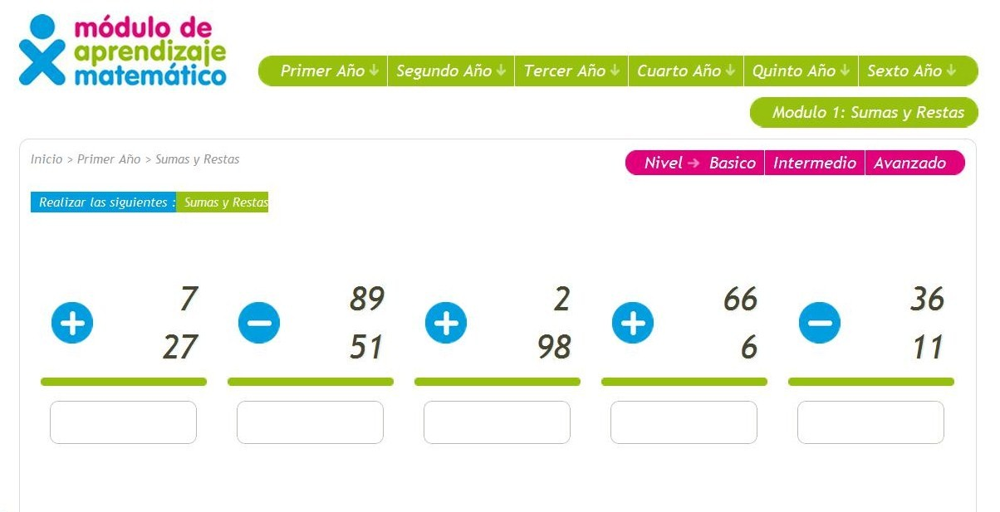 módulo de
aprendizaje
matemático
Primer Año Segundo Año Tercer Año Cuarto Año Quinto Año Sexto Año
Modulo 1: Sumas y Restas
Inicio > Primer Año > Sumas y Restas
Nivel Basico Intermedio Avanzado
Realizar las siguientes : Sumas y Restas
+ 7
27
− 89
51
+ 2
98
+ 66
6
− 36
11